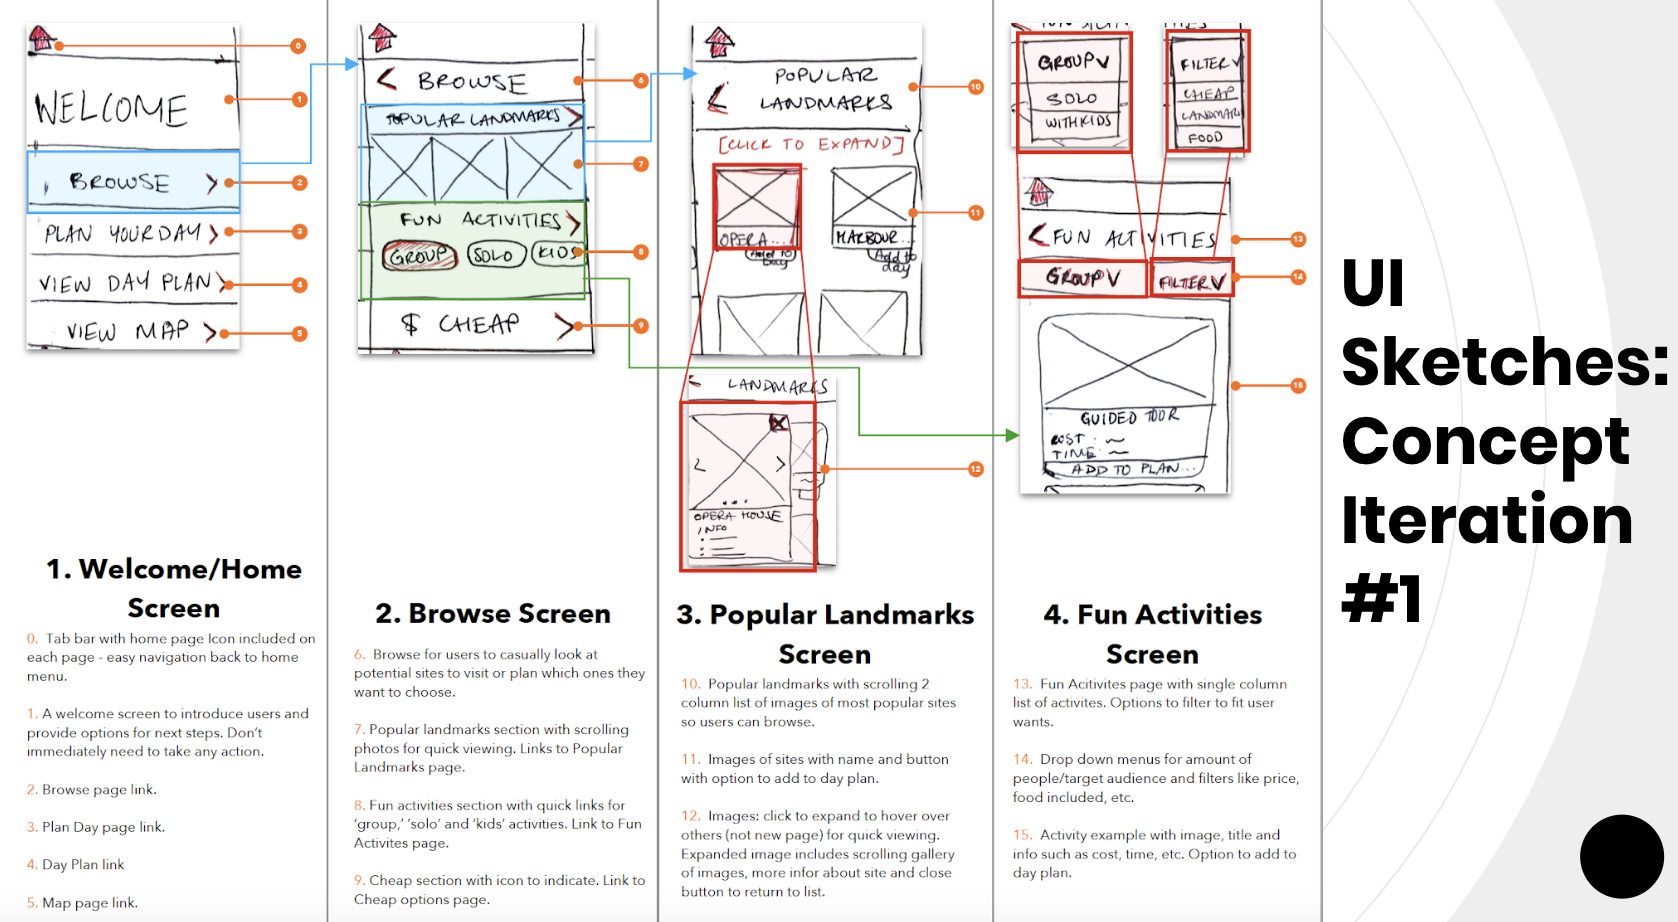 0
WELCOME
1
BROWSE
2
PLAN YOUR DAY
3
VIEW DAY PLAN
4
VIEW MAP
5
1. Welcome/Home
Screen
0. Tab bar with home page Icon included on
each page - easy navigation back to home
menu.
1. A welcome screen to introduce users and
provide options for next steps. Don’t
immediately need to take any action.
2. Browse page link.
3. Plan Day page link.
4. Day Plan link
5. Map page link.
BROWSE
6
POPULAR LANDMARKS
7
FUN ACTIVITIES
GROUP SOLO KIDS
8
$ CHEAP
9
2. Browse Screen
6. Browse for users to casually look at
potential sites to visit or plan which ones they
want to choose.
7. Popular landmarks section with scrolling
photos for quick viewing. Links to Popular
Landmarks page.
8. Fun activities section with quick links for
‘group,’ ‘solo’ and ‘kids’ activities. Link to Fun
Activites page.
9. Cheap section with icon to indicate. Link to
Cheap options page.
POPULAR
LANDMARKS
10
[CLICK TO EXPAND]
11
OPERA... HARBOUR...
Add to Day
Add to day
LANDMARKS
12
OPERA HOUSE
INFO
3. Popular Landmarks
Screen
10. Popular landmarks with scrolling 2
column list of images of most popular sites
so users can browse.
11. Images of sites with name and button
with option to add to day plan.
12. Images: click to expand to hover over
others (not new page) for quick viewing.
Expanded image includes scrolling gallery
of images, more infor about site and close
button to return to list.
GROUP
SOLO
WITH KIDS
FILTER
CHEAP
LANDMARK
FOOD
FUN ACTIVITIES
13
GROUP FILTER
14
15
GUIDED TOUR
COST: ~
TIME: ~
ADD TO PLAN...
4. Fun Activities
Screen
13. Fun Acitivites page with single column
list of activites. Options to filter to fit user
wants.
14. Drop down menus for amount of
people/target audience and filters like price,
food included, etc.
15. Activity example with image, title and
info such as cost, time, etc. Option to add to
day plan.
UI
Sketches:
Concept
Iteration
#1